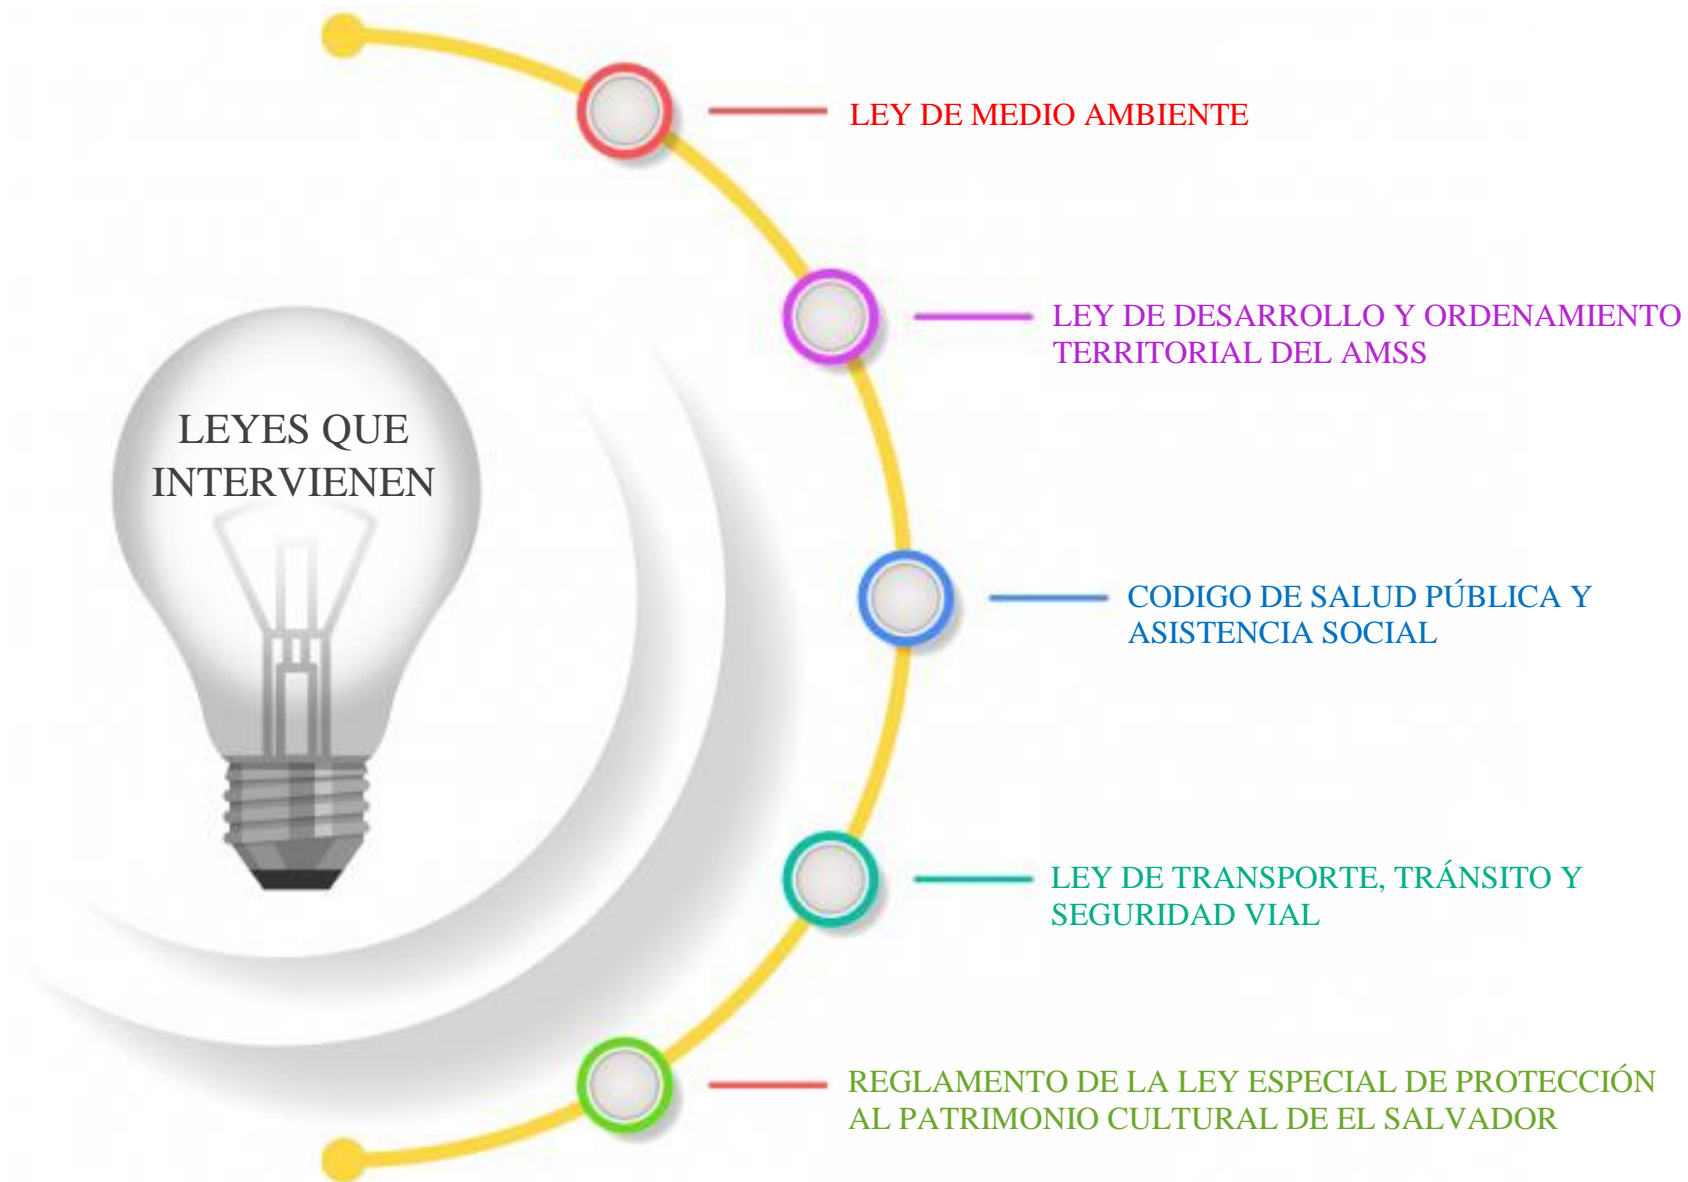 LEY DE MEDIO AMBIENTE
LEY DE DESARROLLO Y ORDENAMIENTO
TERRITORIAL DEL AMSS
LEYES QUE
INTERVIENEN
CODIGO DE SALUD PÚBLICA Y
ASISTENCIA SOCIAL
LEY DE TRANSPORTE, TRÁNSITO Y
SEGURIDAD VIAL
REGLAMENTO DE LA LEY ESPECIAL DE PROTECCIÓN
AL PATRIMONIO CULTURAL DE EL SALVADOR